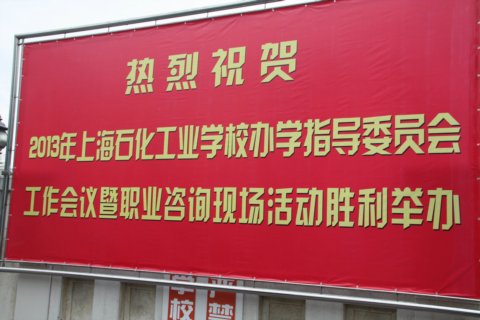 热烈祝贺
2013年上海石化工业学校办学指导委员会
工作会议暨职业咨询现场活动胜利举办
学校